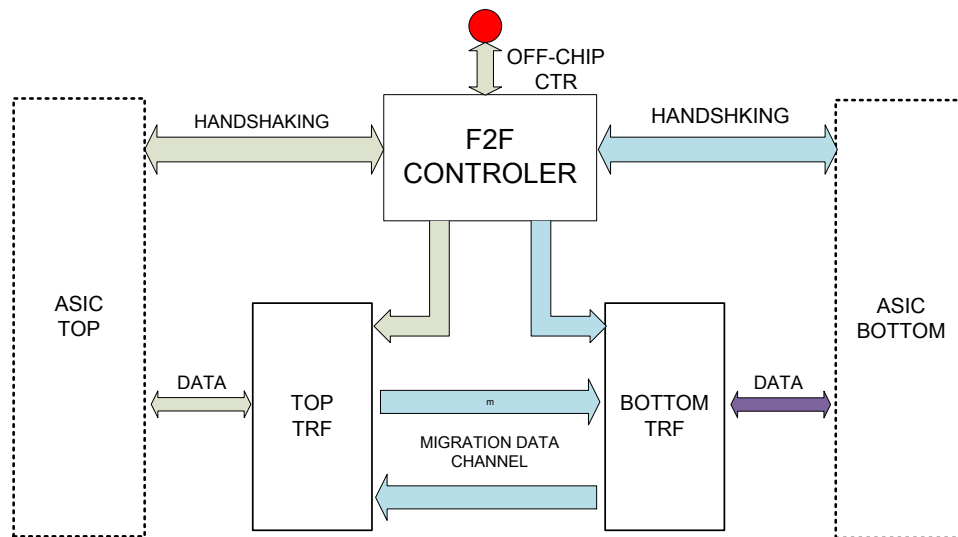 OFF-CHIP
CTR
HANDSHAKING
HANDSHKING
F2F
CONTROLER
ASIC
TOP
ASIC
BOTTOM
DATA
TOP
TRF
m
BOTTOM
TRF
DATA
MIGRATION DATA
CHANNEL